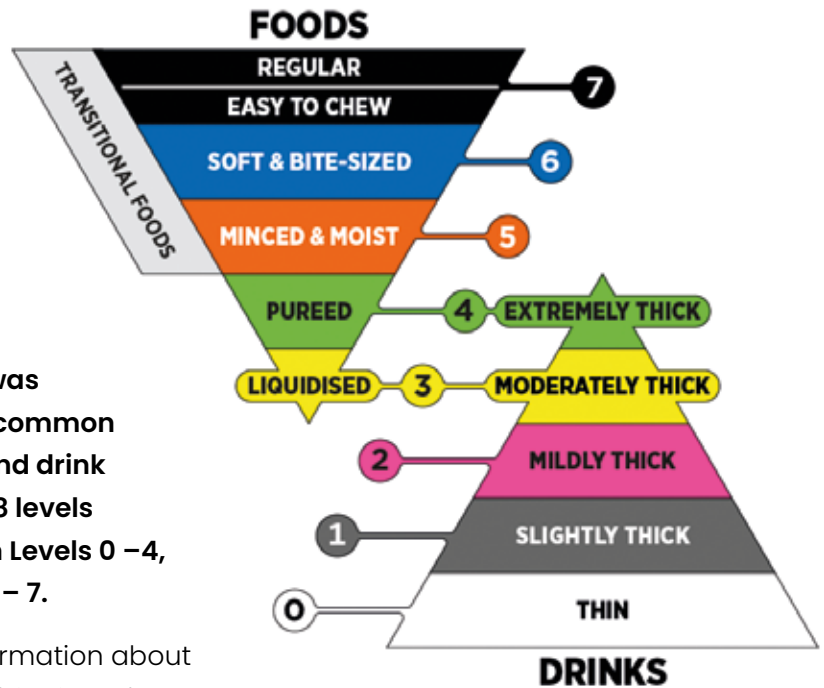 FOODS
REGULAR
EASY TO CHEW
7
TRANSITIONAL FOODS
SOFT & BITE-SIZED
6
MINCED & MOIST
5
PUREED
4
EXTREMELY THICK
LIQUIDISED
3
MODERATELY THICK
2
MILDLY THICK
1
SLIGHTLY THICK
0
THIN
DRINKS
was
common
nd drink
8 levels
n Levels 0 –4,
– 7.
rmation about